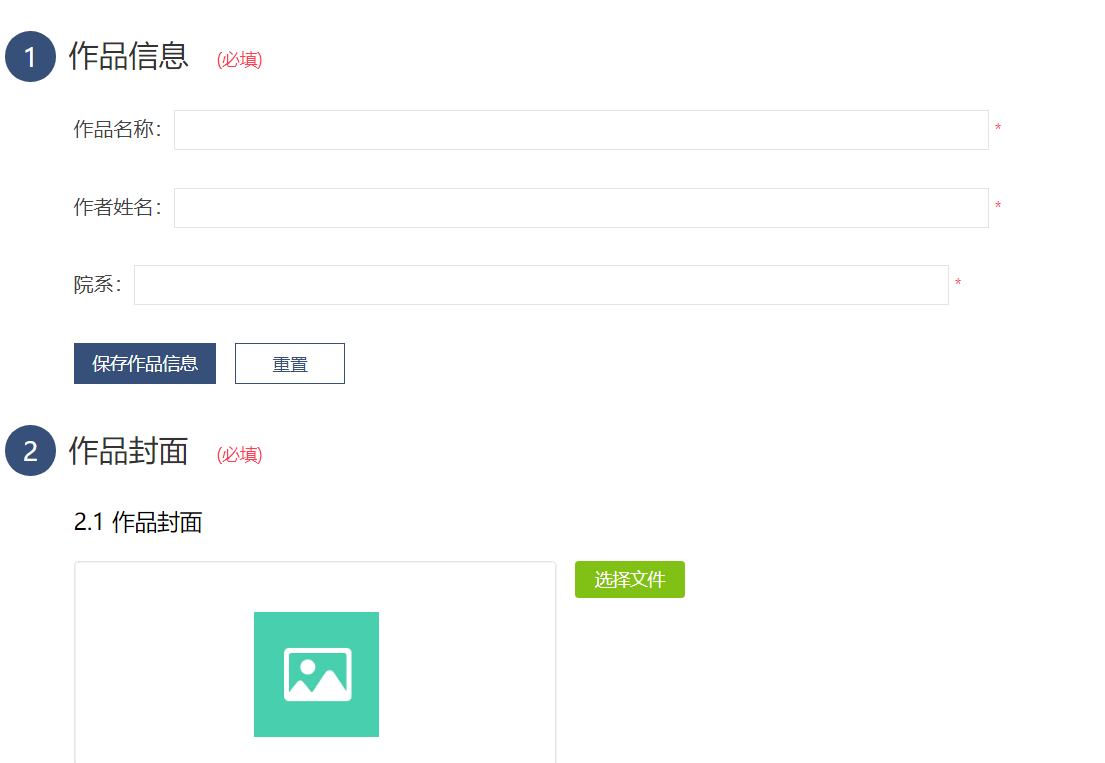 1 作品信息 (必填)
作品名称： *
作者姓名： *
院系： *
保存作品信息 重置
2 作品封面 (必填)
2.1 作品封面
选择文件